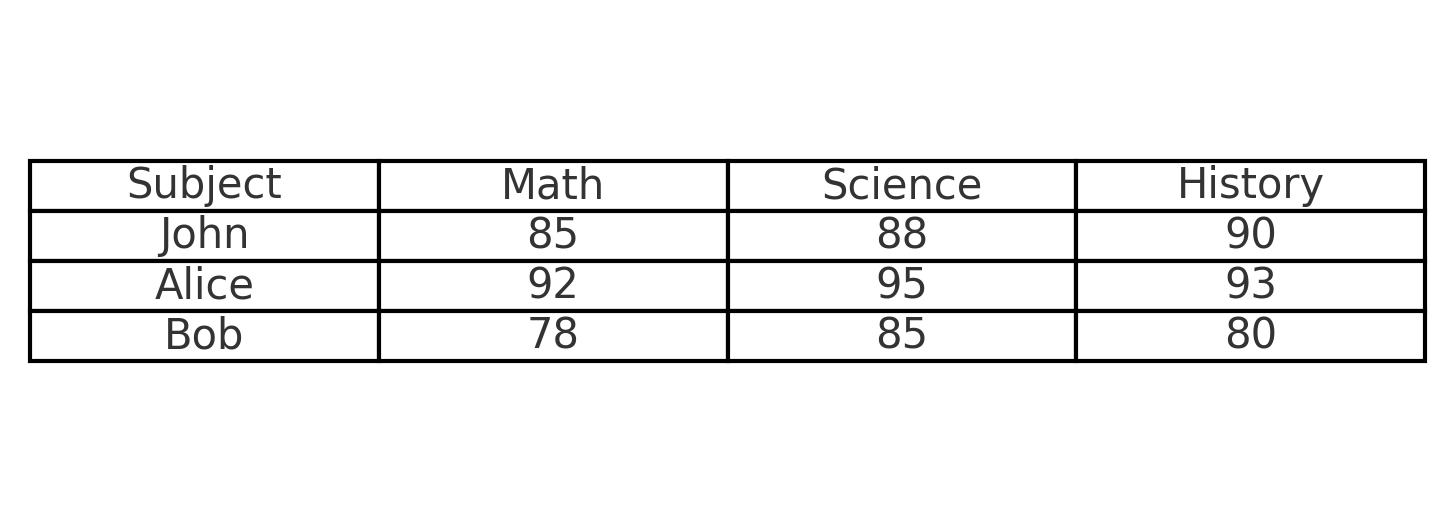 Subject Math Science History
John 85 88 90
Alice 92 95 93
Bob 78 85 80